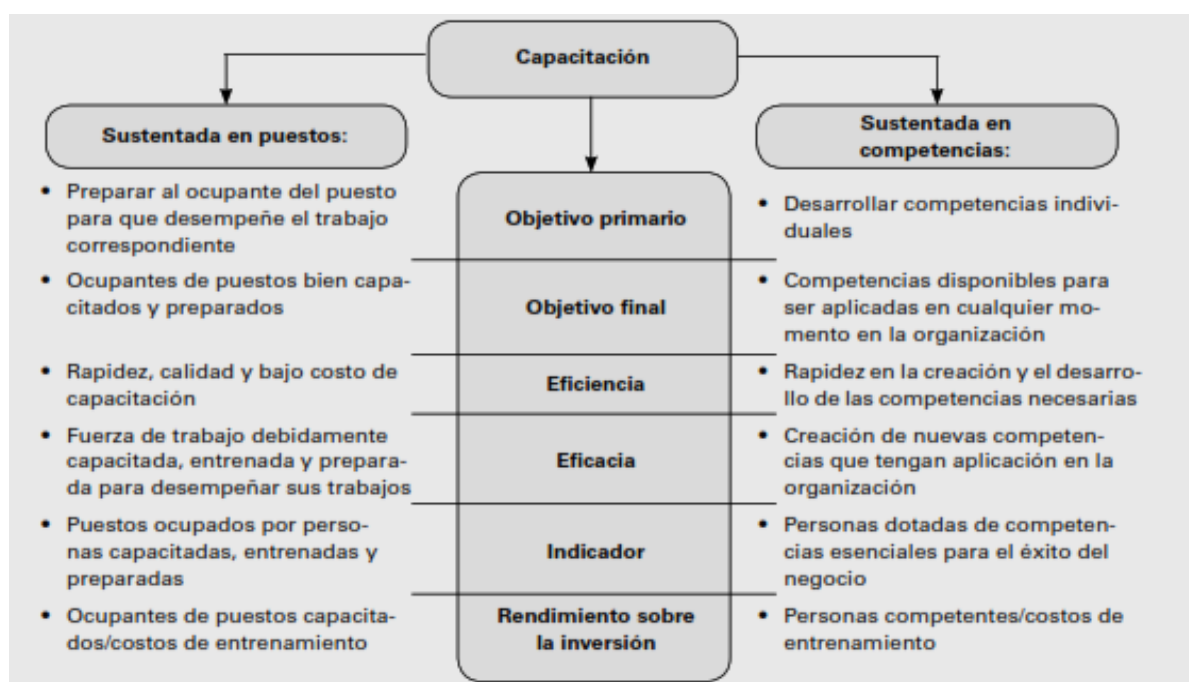 Capacitación
Sustentada en puestos:
Sustentada en
competencias:
• Preparar al ocupante del puesto
para que desempeñe el trabajo
correspondiente
Objetivo primario
• Desarrollar competencias indivi-
duales
• Ocupantes de puestos bien capa-
citados y preparados
Objetivo final
• Competencias disponibles para
ser aplicadas en cualquier mo-
mento en la organización
• Rapidez, calidad y bajo costo de
capacitación
Eficiencia
• Rapidez en la creación y el desarro-
llo de las competencias necesarias
• Fuerza de trabajo debidamente
capacitada, entrenada y prepara-
da para desempeñar sus trabajos
Eficacia
• Creación de nuevas competen-
cias que tengan aplicación en la
organización
• Puestos ocupados por perso-
nas capacitadas, entrenadas y
preparadas
Indicador
• Personas dotadas de competen-
cias esenciales para el éxito del
negocio
• Ocupantes de puestos capacita-
dos/costos de entrenamiento
Rendimiento sobre
la inversión
• Personas competentes/costos de
entrenamiento